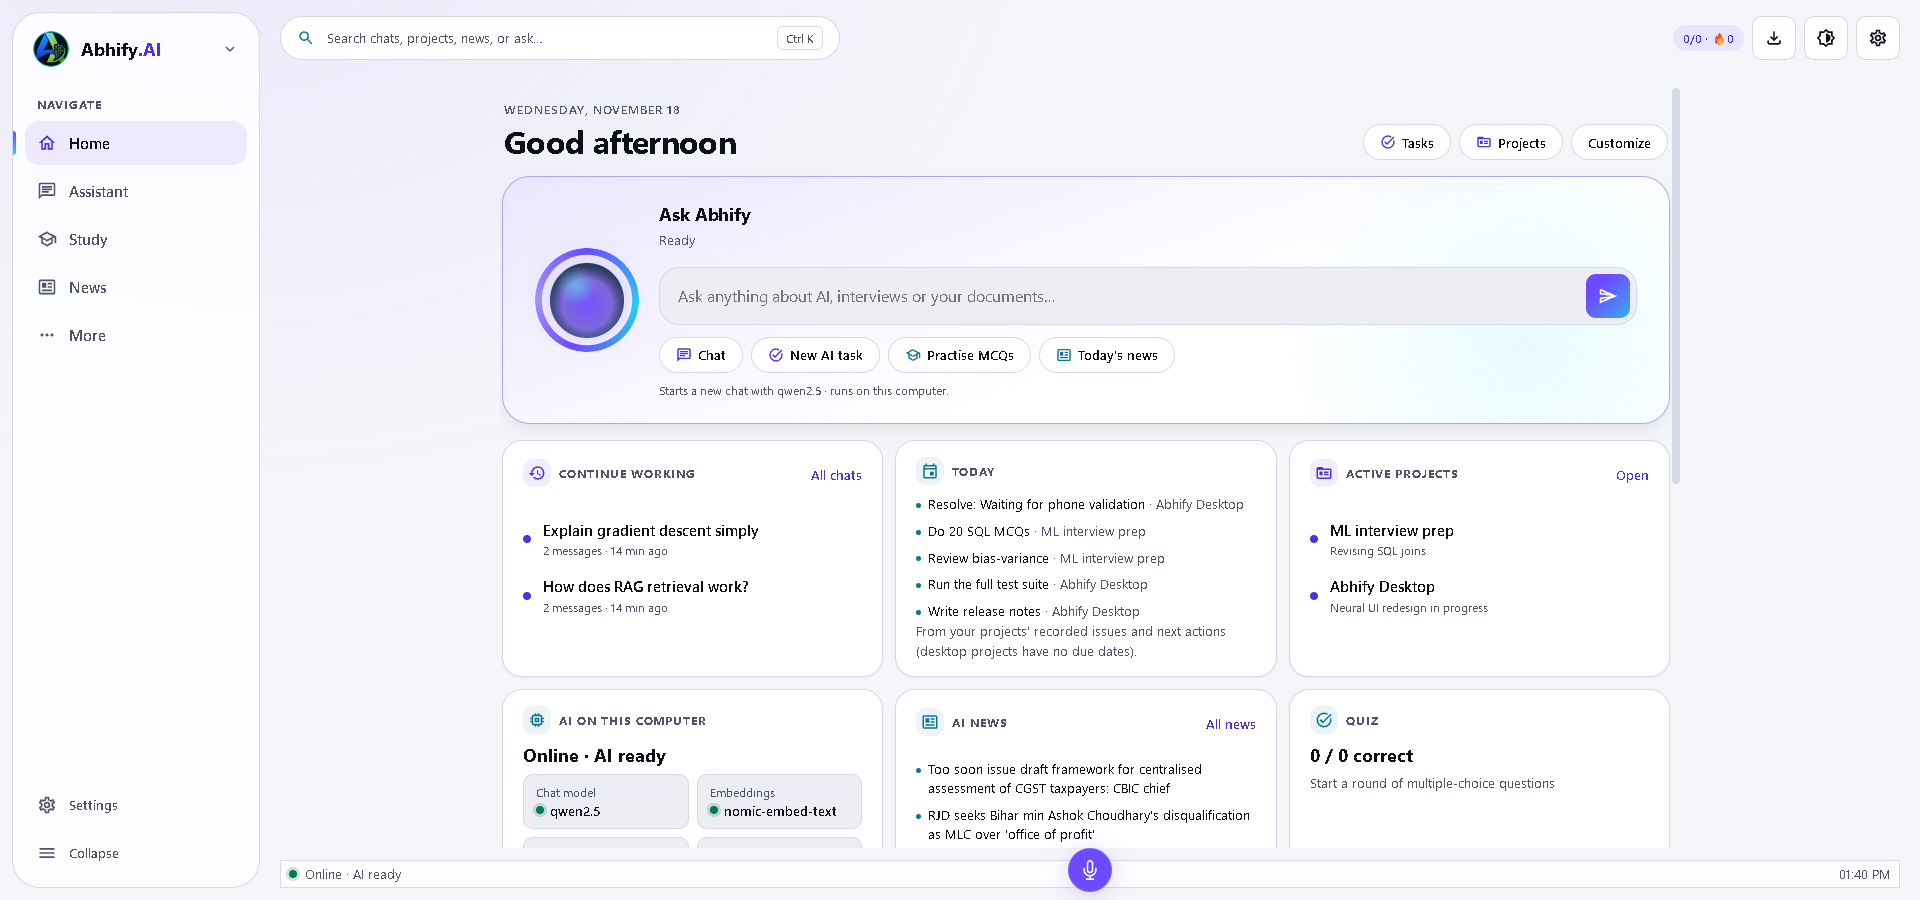 Abhify.AI
NAVIGATE
Home
Assistant
Study
News
More
Settings
Collapse
Search chats, projects, news, or ask...
Ctrl K
0/0 · 🔥 0
WEDNESDAY, NOVEMBER 18
Good afternoon
Tasks
Projects
Customize
Ask Abhify
Ready
Ask anything about AI, interviews or your documents...
Chat
New AI task
Practise MCQs
Today's news
Starts a new chat with qwen2.5 · runs on this computer.
CONTINUE WORKING
All chats
Explain gradient descent simply
2 messages · 14 min ago
How does RAG retrieval work?
2 messages · 14 min ago
TODAY
Resolve: Waiting for phone validation · Abhify Desktop
Do 20 SQL MCQs · ML interview prep
Review bias-variance · ML interview prep
Run the full test suite · Abhify Desktop
Write release notes · Abhify Desktop
From your projects' recorded issues and next actions
(desktop projects have no due dates).
ACTIVE PROJECTS
Open
ML interview prep
Revising SQL joins
Abhify Desktop
Neural UI redesign in progress
AI ON THIS COMPUTER
Online · AI ready
Chat model
qwen2.5
Embeddings
nomic-embed-text
AI NEWS
All news
Too soon issue draft framework for centralised
assessment of CGST taxpayers: CBIC chief
RJD seeks Bihar min Ashok Choudhary's disqualification
as MLC over 'office of profit'
QUIZ
0 / 0 correct
Start a round of multiple-choice questions
Online · AI ready
01:40 PM